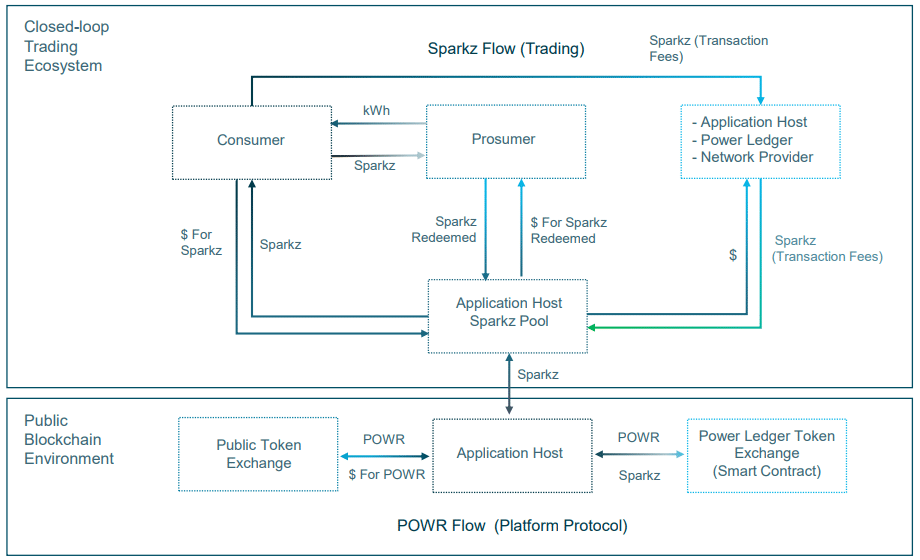 Closed-loop
Trading
Ecosystem
Sparkz Flow (Trading)
Sparkz (Transaction
Fees)
Consumer
kWh
Sparkz
Prosumer
- Application Host
- Power Ledger
- Network Provider
$ For
Sparkz
Sparkz
Sparkz
Redeemed
$ For Sparkz
Redeemed
$
Sparkz
(Transaction Fees)
Application Host
Sparkz Pool
Sparkz
Public
Blockchain
Environment
Public Token
Exchange
POWR
$ For POWR
Application Host
POWR
Sparkz
Power Ledger Token
Exchange
(Smart Contract)
POWR Flow (Platform Protocol)